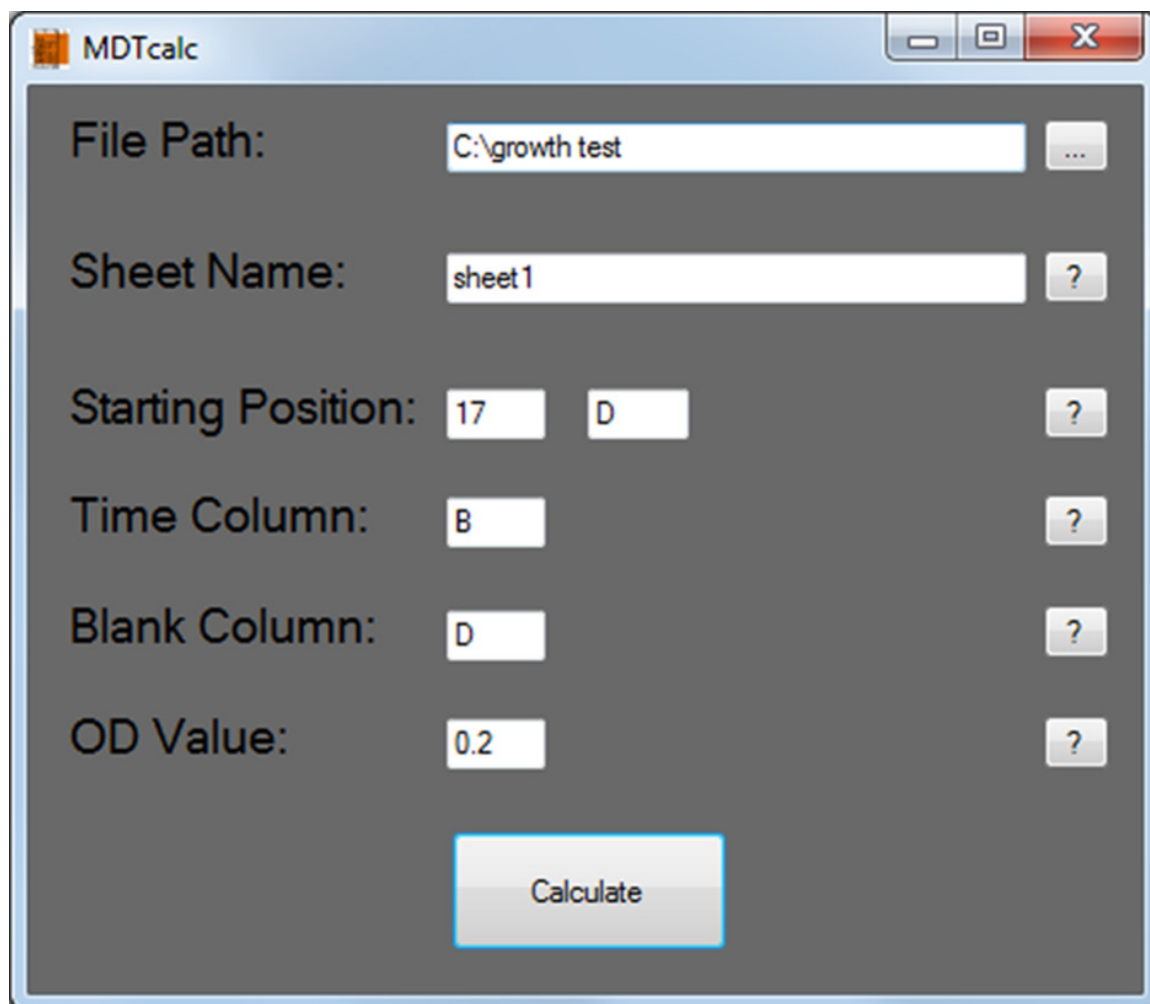 MDTcalc
File Path: C:\growth test ...
Sheet Name: sheet1 ?
Starting Position: 17 D ?
Time Column: B ?
Blank Column: D ?
OD Value: 0.2 ?
Calculate